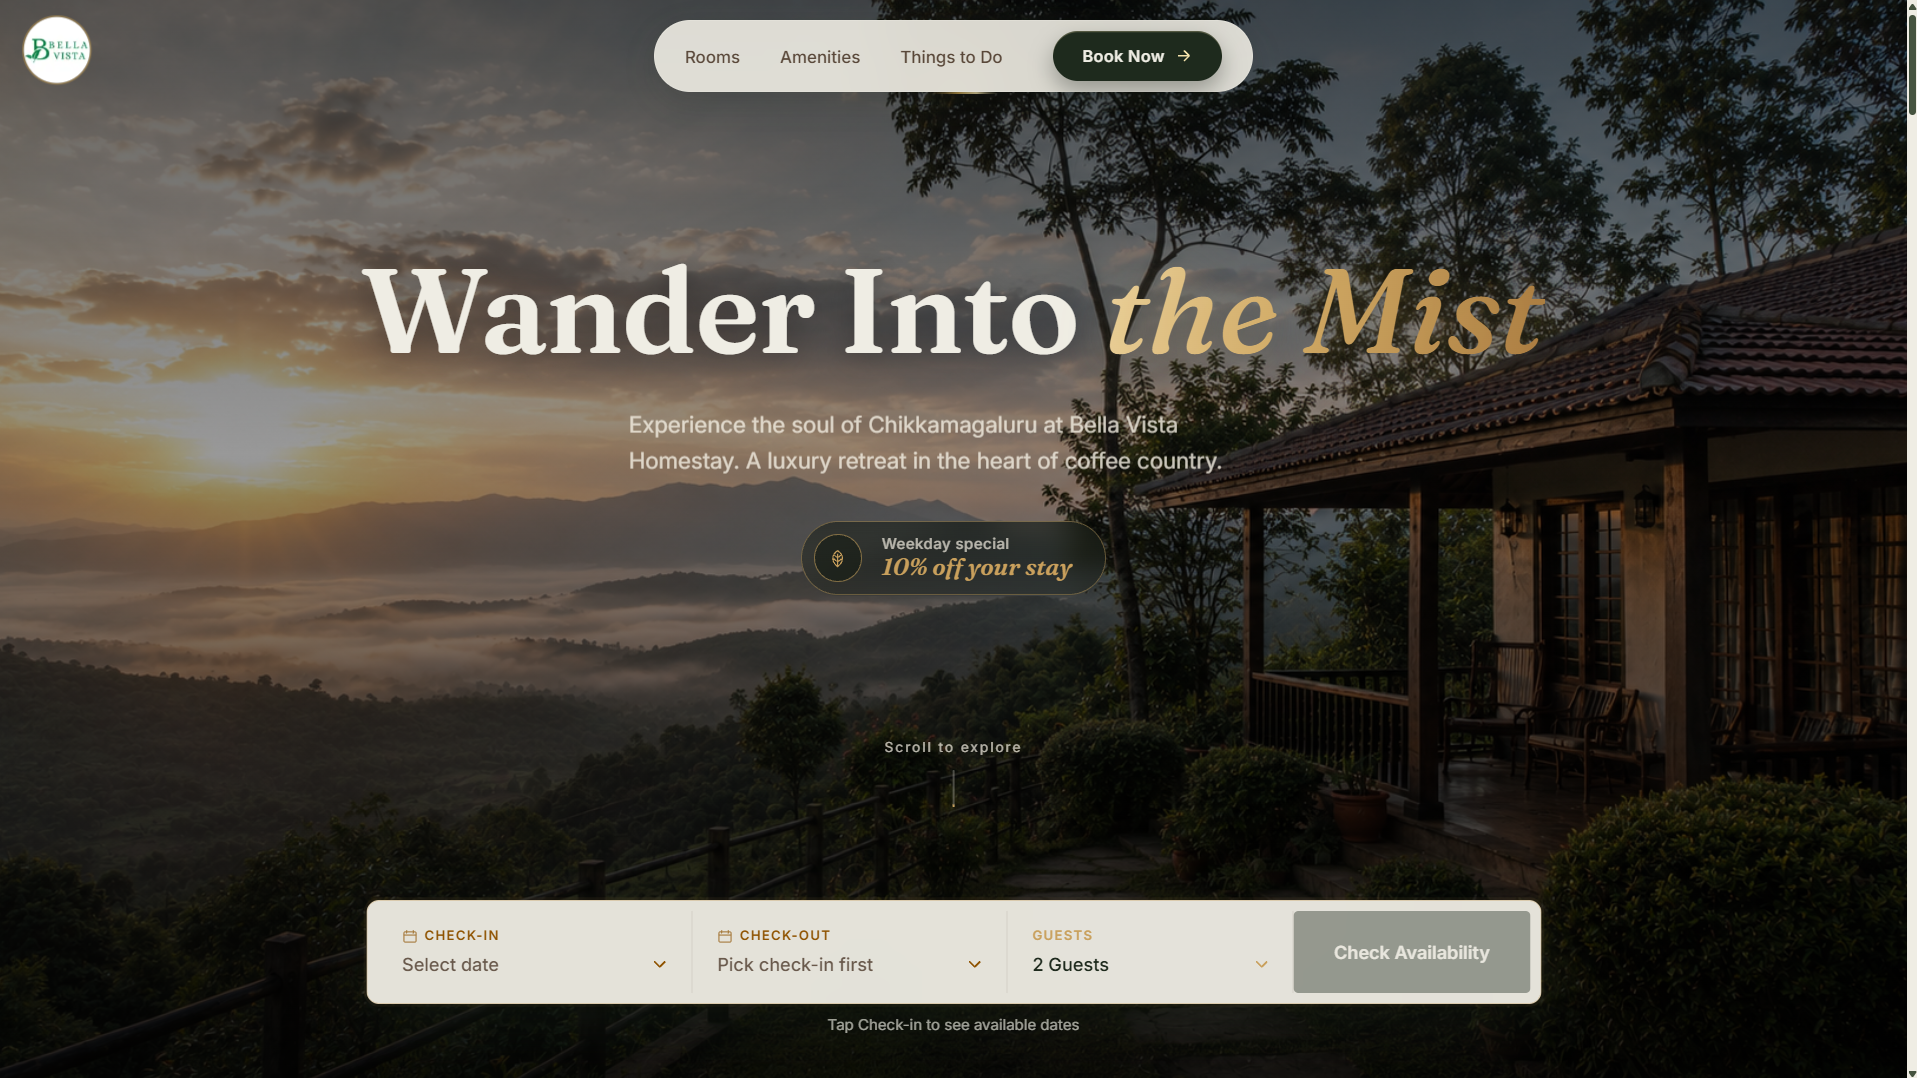 BELLA
VISTA
Rooms
Amenities
Things to Do
Book Now
Wander Into the Mist
Experience the soul of Chikkamagaluru at Bella Vista
Homestay. A luxury retreat in the heart of coffee country.
Weekday special
10% off your stay
Scroll to explore
CHECK-IN
Select date
CHECK-OUT
Pick check-in first
GUESTS
2 Guests
Check Availability
Tap Check-in to see available dates